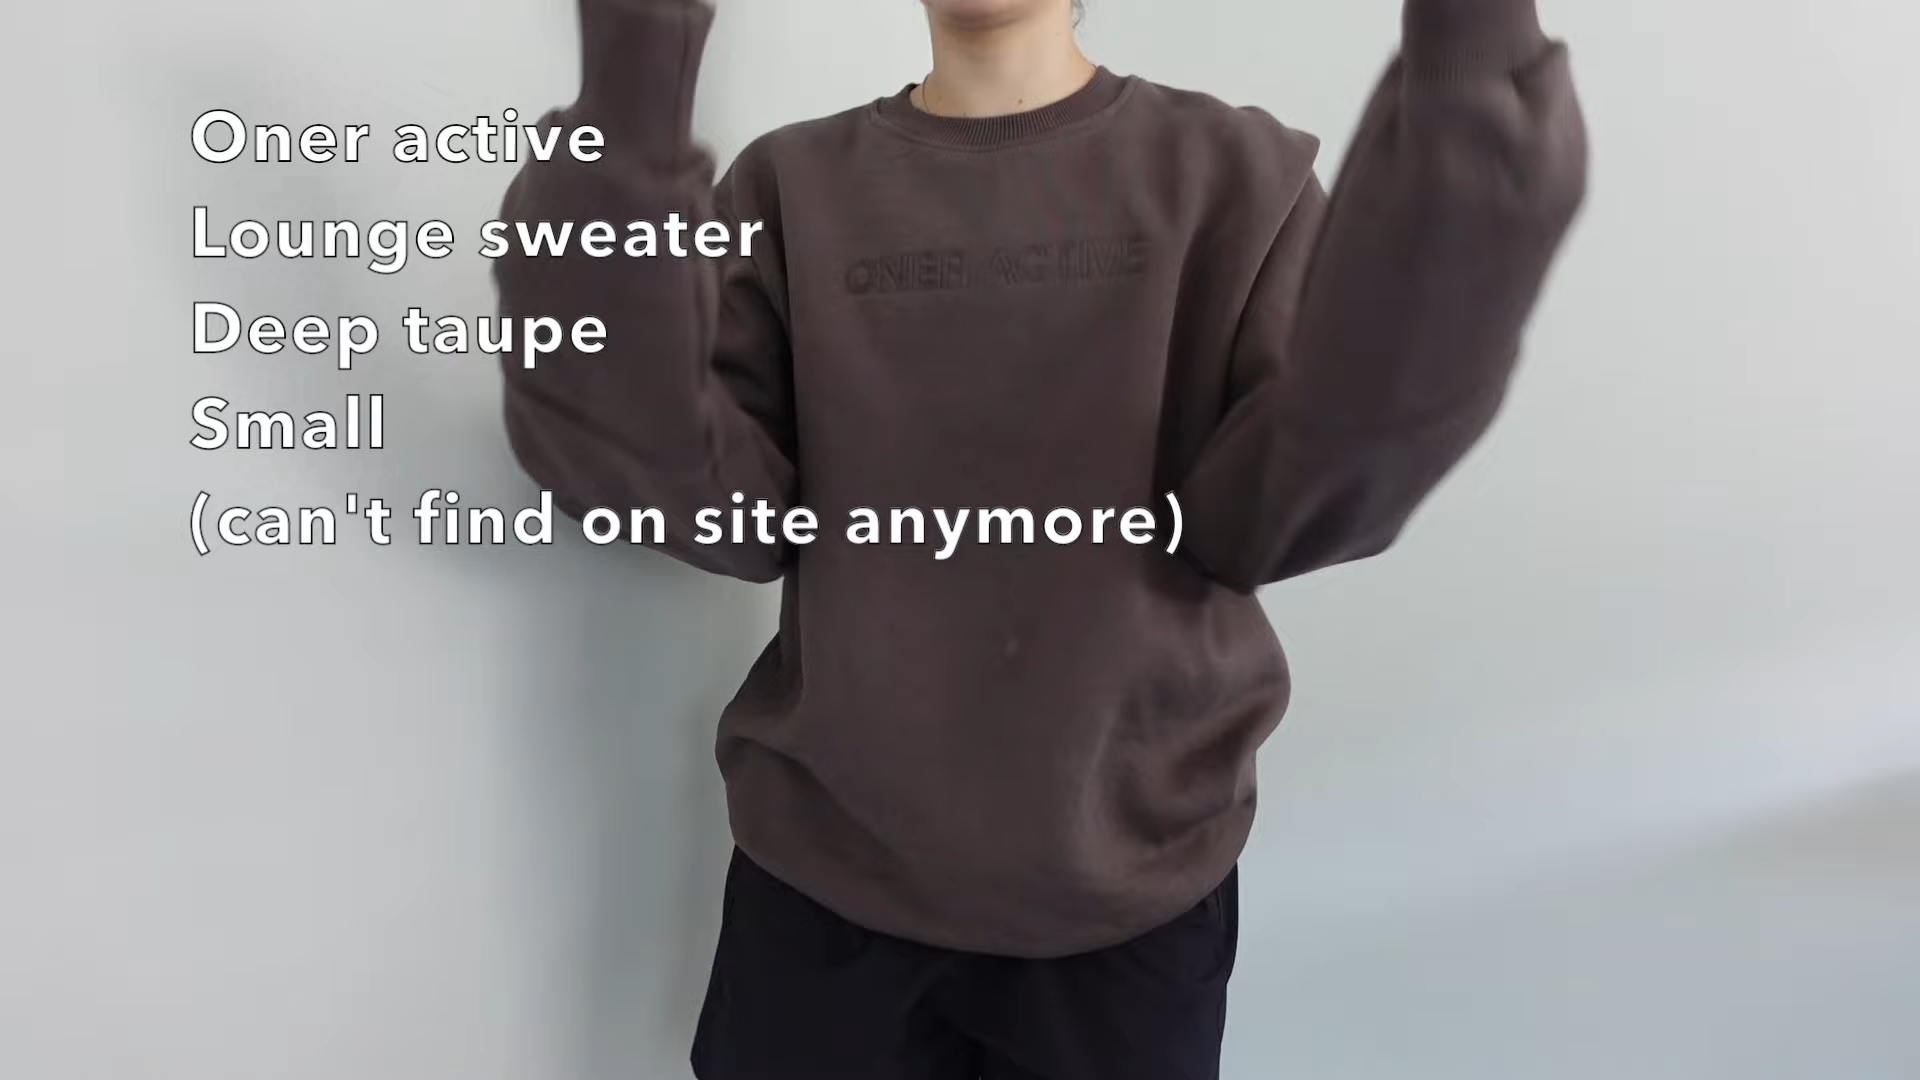 Oner active
Lounge sweater
Deep taupe
Small
(can't find on site anymore)
ONER ACTIVE